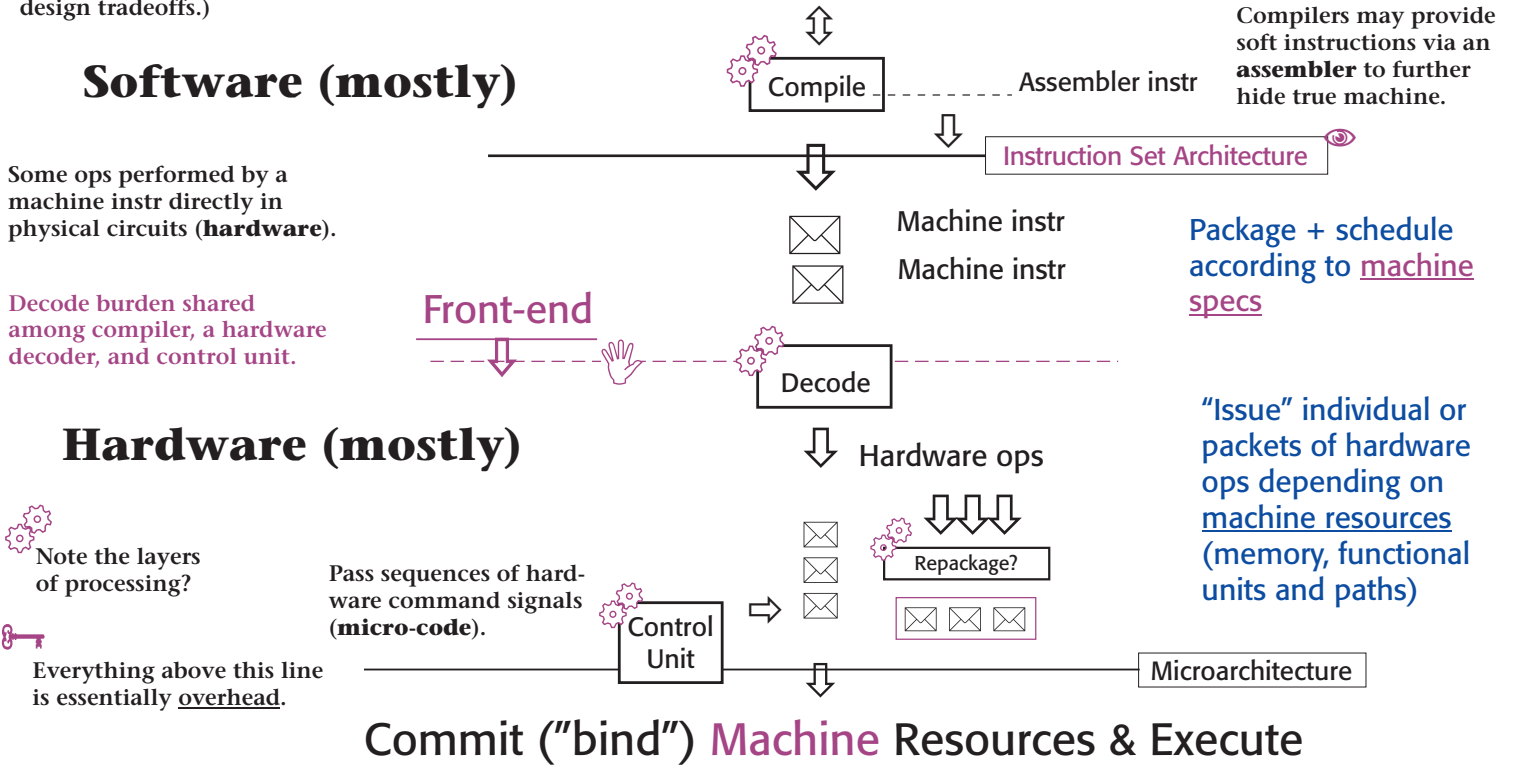 design tradeoffs.)
Compilers may provide
soft instructions via an
assembler to further
hide true machine.
Software (mostly)
Compile
Assembler instr
Instruction Set Architecture
Some ops performed by a
machine instr directly in
physical circuits (hardware).
Machine instr
Machine instr
Package + schedule
according to machine
specs
Decode burden shared
among compiler, a hardware
decoder, and control unit.
Front-end
Decode
Hardware (mostly)
Hardware ops
"Issue" individual or
packets of hardware
ops depending on
machine resources
(memory, functional
units and paths)
Note the layers
of processing?
Pass sequences of hard-
ware command signals
(micro-code).
Repackage?
Control
Unit
Everything above this line
is essentially overhead.
Microarchitecture
Commit ("bind") Machine Resources & Execute